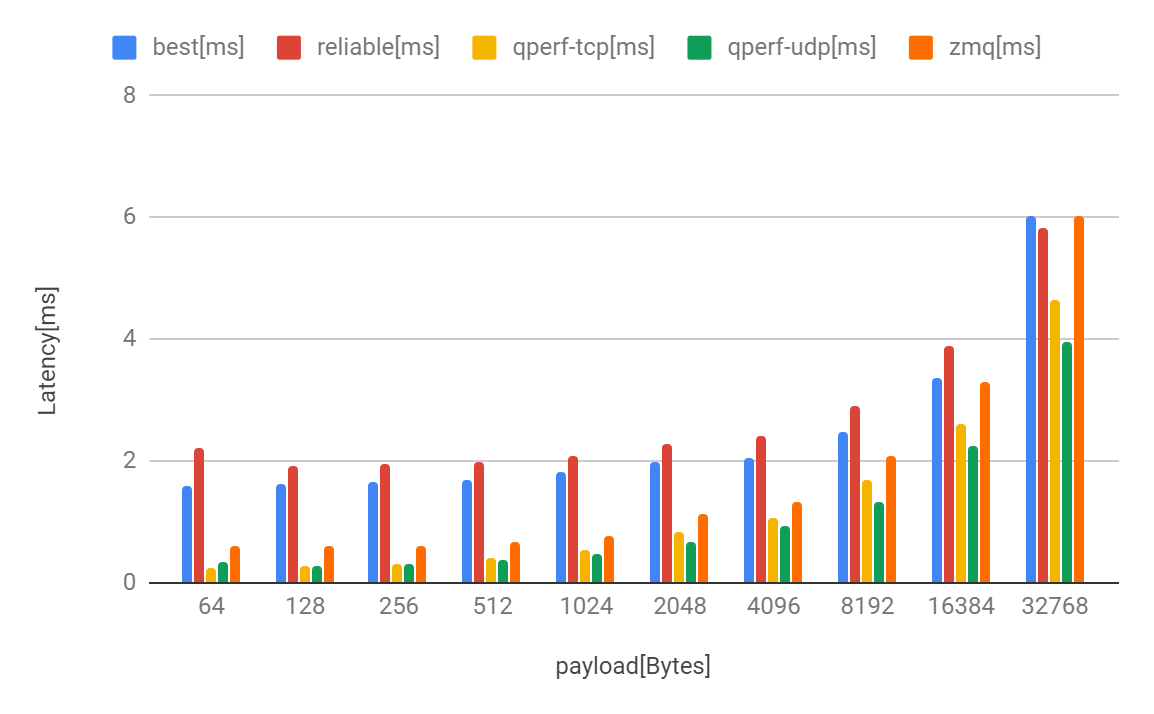 best[ms] reliable[ms] qperf-tcp[ms] qperf-udp[ms] zmq[ms]
8
6
4
2
0
Latency[ms]
64 128 256 512 1024 2048 4096 8192 16384 32768
payload[Bytes]